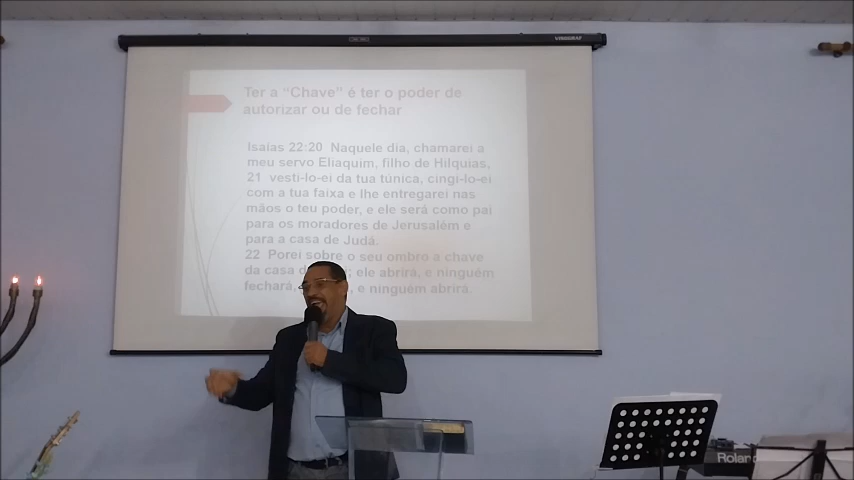 VINIGRAF
Ter a “Chave” é ter o poder de
autorizar ou de fechar
Isaías 22:20 Naquele dia, chamarei a
meu servo Eliaquim, filho de Hilquias,
21 vesti-lo-ei da tua túnica, cingi-lo-ei
com a tua faixa e lhe entregarei nas
mãos o teu poder, e ele será como pai
para os moradores de Jerusalém e
para a casa de Judá.
22 Porei sobre o seu ombro a chave
da casa ; ele abrirá, e ninguém
fechará, , e ninguém abrirá.
Roland